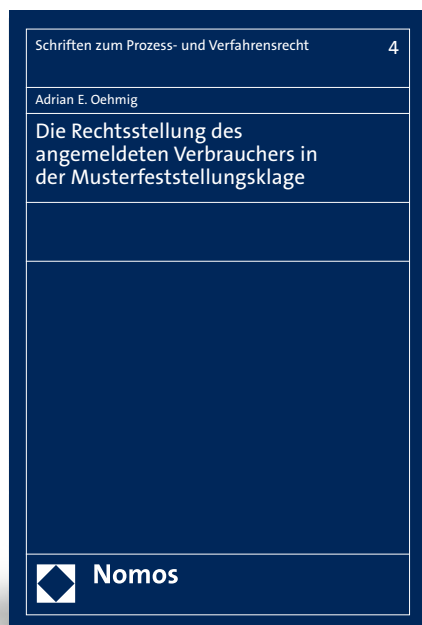 Schriften zum Prozess- und Verfahrensrecht 4
Adrian E. Oehmig
Die Rechtsstellung des
angemeldeten Verbrauchers in
der Musterfeststellungsklage
Nomos